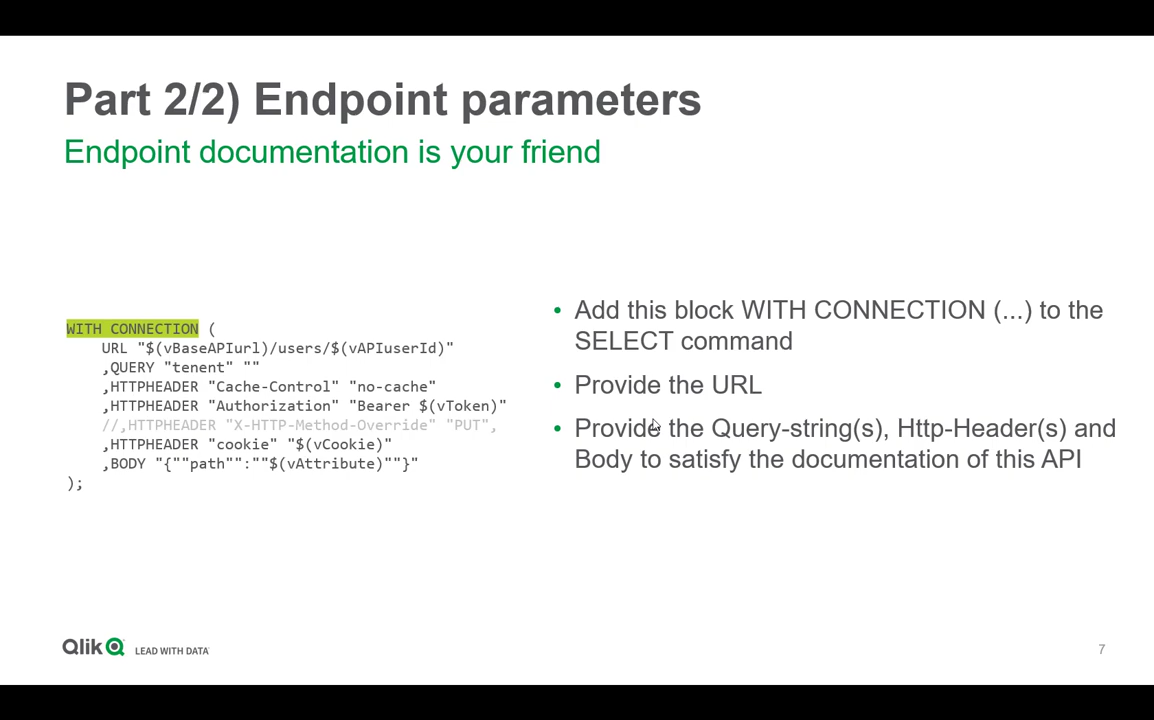 Part 2/2) Endpoint parameters
Endpoint documentation is your friend
WITH CONNECTION (
URL "$(vBaseAPIurl)/users/$(vAPIuserId)"
,QUERY "tenent" ""
,HTTPHEADER "Cache-Control" "no-cache"
,HTTPHEADER "Authorization" "Bearer $(vToken)"
//,HTTPHEADER "X-HTTP-Method-Override" "PUT",
,HTTPHEADER "cookie" "$(vCookie)"
,BODY "{""path"":""$(vAttribute)""}"
);
• Add this block WITH CONNECTION (...) to the
SELECT command
• Provide the URL
• Provide the Query-string(s), Http-Header(s) and
Body to satisfy the documentation of this API
Qlik LEAD WITH DATA
7